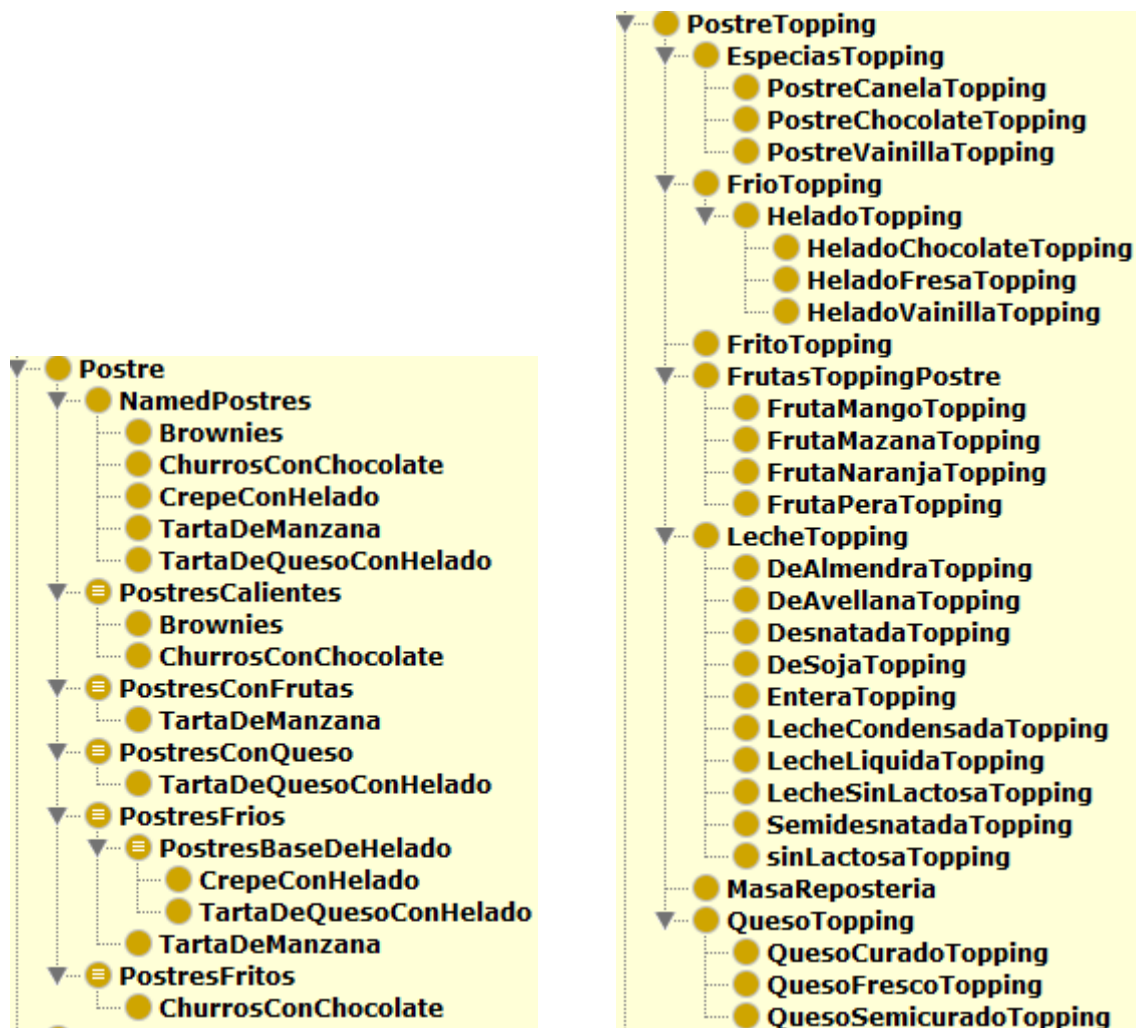 Postre
NamedPostres
Brownies
ChurrosConChocolate
CrepeConHelado
TartaDeManzana
TartaDeQuesoConHelado
PostresCalientes
Brownies
ChurrosConChocolate
PostresConFrutas
TartaDeManzana
PostresConQueso
TartaDeQuesoConHelado
PostresFrios
PostresBaseDeHelado
CrepeConHelado
TartaDeQuesoConHelado
TartaDeManzana
PostresFritos
ChurrosConChocolate
PostreTopping
EspeciasTopping
PostreCanelaTopping
PostreChocolateTopping
PostreVainillaTopping
FrioTopping
HeladoTopping
HeladoChocolateTopping
HeladoFresaTopping
HeladoVainillaTopping
FritoTopping
FrutasToppingPostre
FrutaMangoTopping
FrutaMazanaTopping
FrutaNaranjaTopping
FrutaPeraTopping
LecheTopping
DeAlmendraTopping
DeAvellanaTopping
DesnatadaTopping
DeSojaTopping
EnteraTopping
LecheCondensadaTopping
LecheLiquidaTopping
LecheSinLactosaTopping
SemidesnatadaTopping
sinLactosaTopping
MasaReposteria
QuesoTopping
QuesoCuradoTopping
QuesoFrescoTopping
QuesoSemicuradoTopping